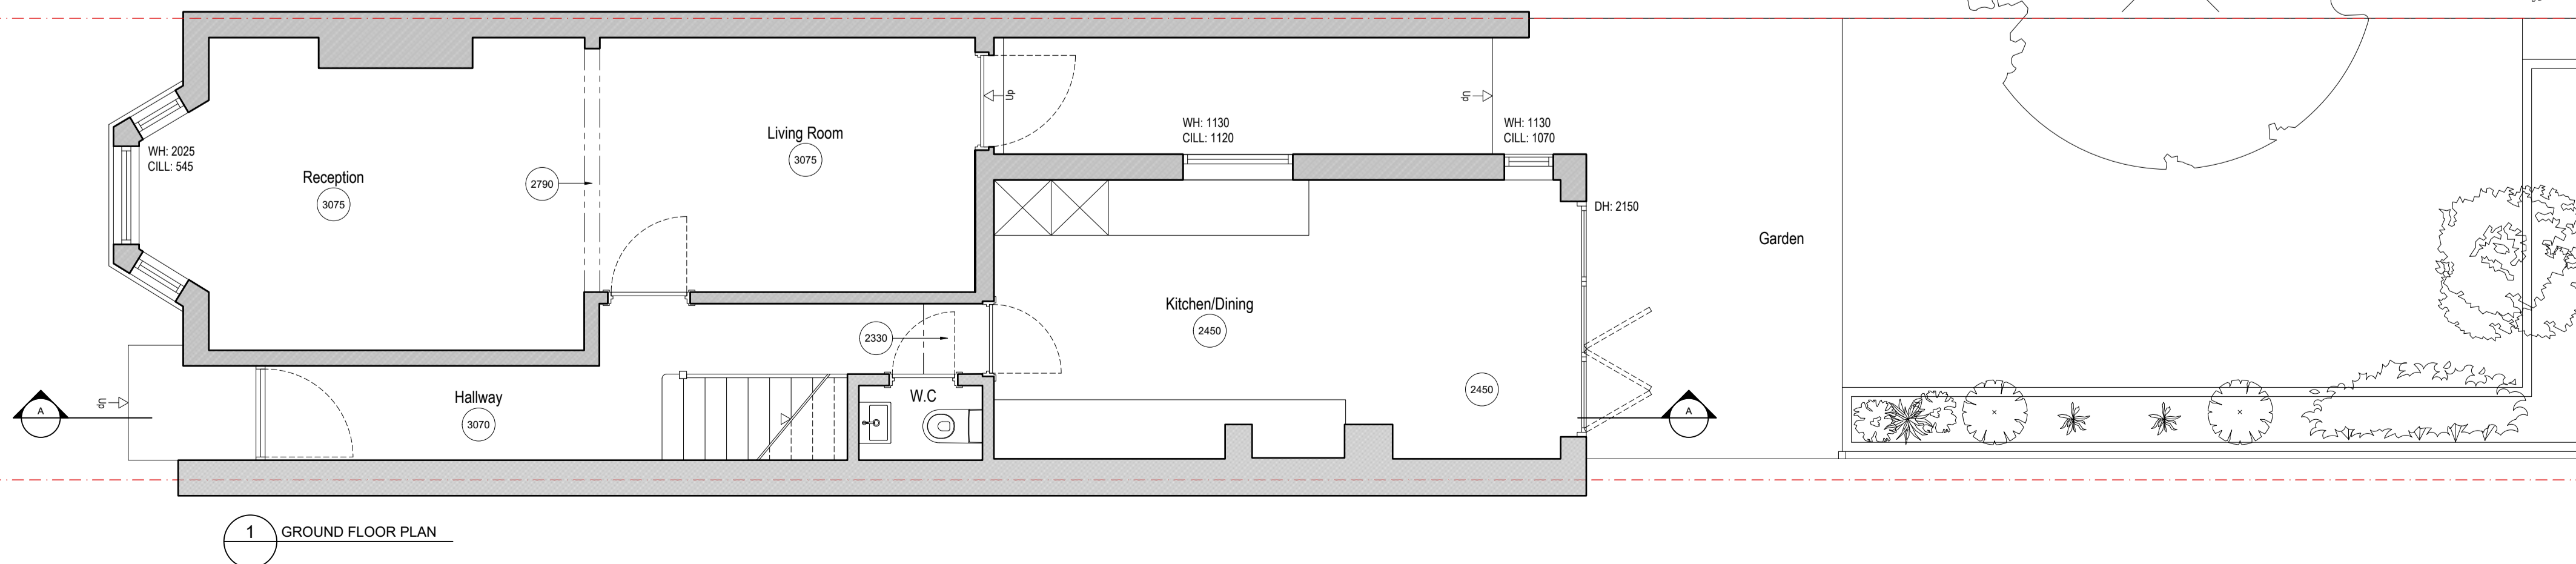 WH: 2025
CILL: 545
Reception
3075
2790
Living Room
3075
Up
Up
WH: 1130
CILL: 1120
WH: 1130
CILL: 1070
DH: 2150
Garden
Kitchen/Dining
2450
2330
2450
W.C
Hallway
3070
Up
A
A
1 GROUND FLOOR PLAN